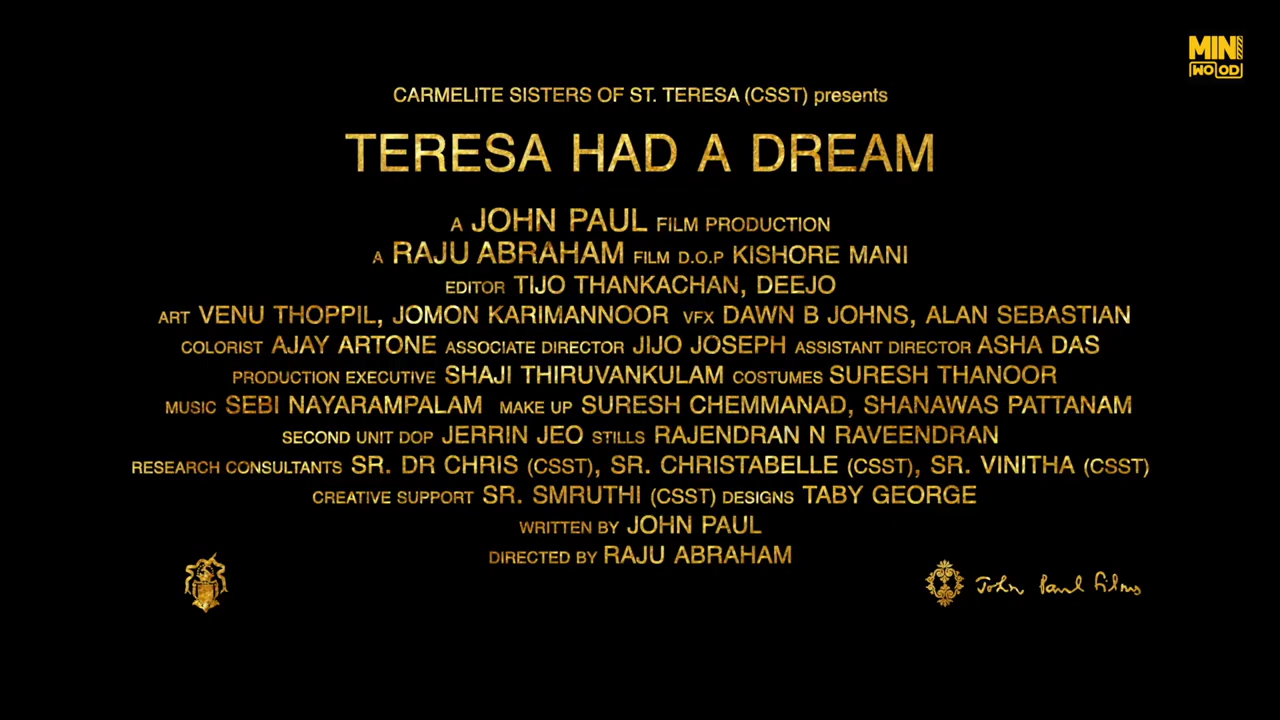 MINI
WOOD
CARMELITE SISTERS OF ST. TERESA (CSST) presents
TERESA HAD A DREAM
A JOHN PAUL FILM PRODUCTION
A RAJU ABRAHAM FILM D.O.P KISHORE MANI
EDITOR TIJO THANKACHAN, DEEJO
ART VENU THOPPIL, JOMON KARIMANNOOR VFX DAWN B JOHNS, ALAN SEBASTIAN
COLORIST AJAY ARTONE ASSOCIATE DIRECTOR JIJO JOSEPH ASSISTANT DIRECTOR ASHA DAS
PRODUCTION EXECUTIVE SHAJI THIRUVANKULAM COSTUMES SURESH THANOOR
MUSIC SEBI NAYARAMPALAM MAKE UP SURESH CHEMMANAD, SHANAWAS PATTANAM
SECOND UNIT DOP JERRIN JEO STILLS RAJENDRAN N RAVEENDRAN
RESEARCH CONSULTANTS SR. DR CHRIS (CSST), SR. CHRISTABELLE (CSST), SR. VINITHA (CSST)
CREATIVE SUPPORT SR. SMRUTHI (CSST) DESIGNS TABY GEORGE
WRITTEN BY JOHN PAUL
DIRECTED BY RAJU ABRAHAM
John Paul Films